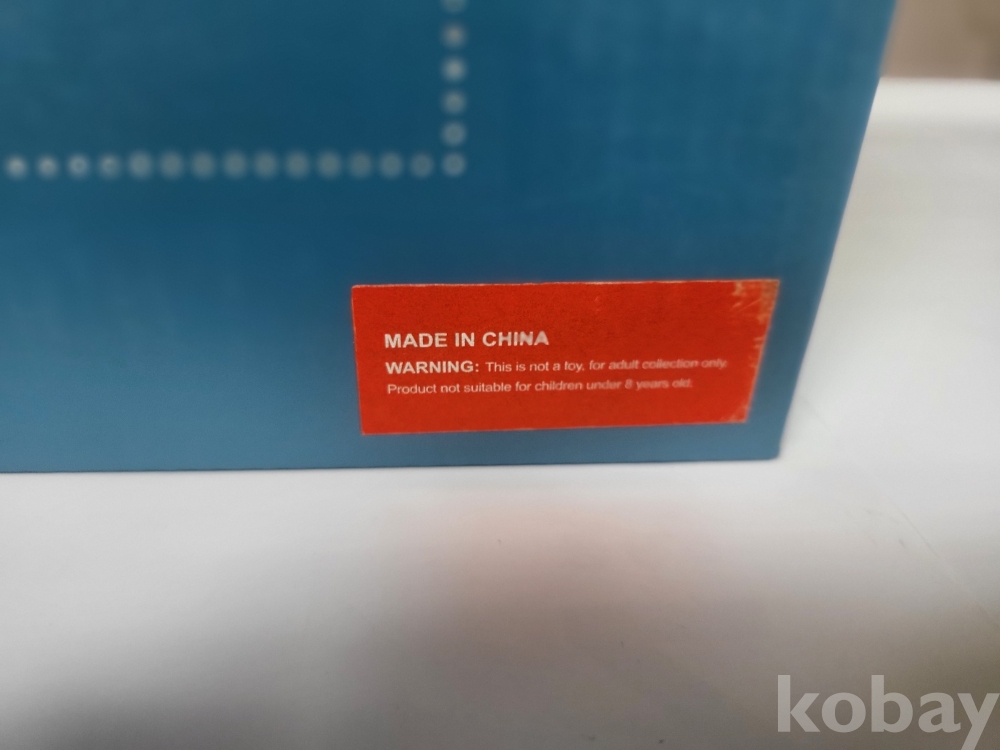 MADE IN CHINA
WARNING: This is not a toy, for adult collection only.
Product not suitable for children under 8 years old.
kobay